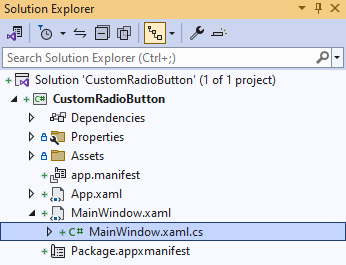 Solution Explorer
Search Solution Explorer (Ctrl+;)
Solution 'CustomRadioButton' (1 of 1 project)
C# CustomRadioButton
Dependencies
Properties
Assets
app.manifest
App.xaml
MainWindow.xaml
C# MainWindow.xaml.cs
Package.appxmanifest